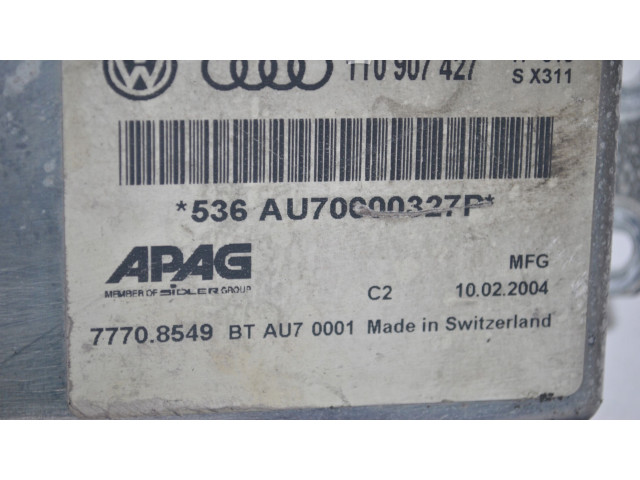 1T0 907 427
S X311
*536 AU70000327P*
APAG
MEMBER OF SIDLER GROUP
MFG
C2 10.02.2004
7770.8549 BT AU7 0001 Made in Switzerland